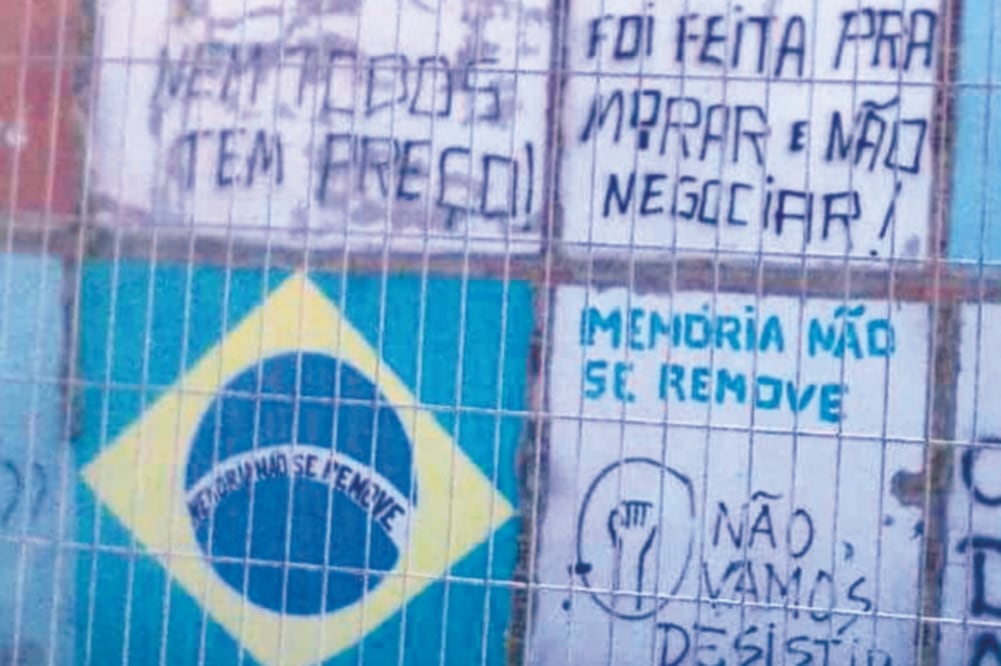 NEM TODOS
TEM PREÇO!
FOi FEiTA PRA
MORAR E NÃO
NEGOCiAR!
MEMÓRiA NÃO SE REMOVE
MEMÓRiA NÃO
SE REMOVE
NÃO
VAMOS
DESiSTiR